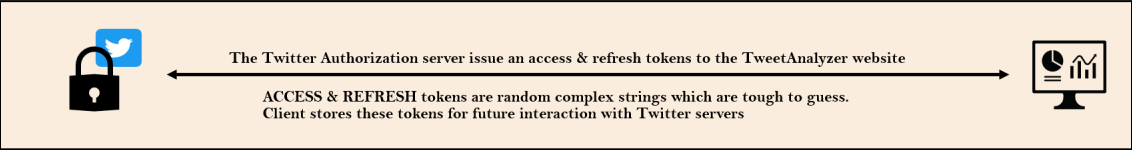 The Twitter Authorization server issue an access & refresh tokens to the TweetAnalyzer website
ACCESS & REFRESH tokens are random complex strings which are tough to guess.
Client stores these tokens for future interaction with Twitter servers